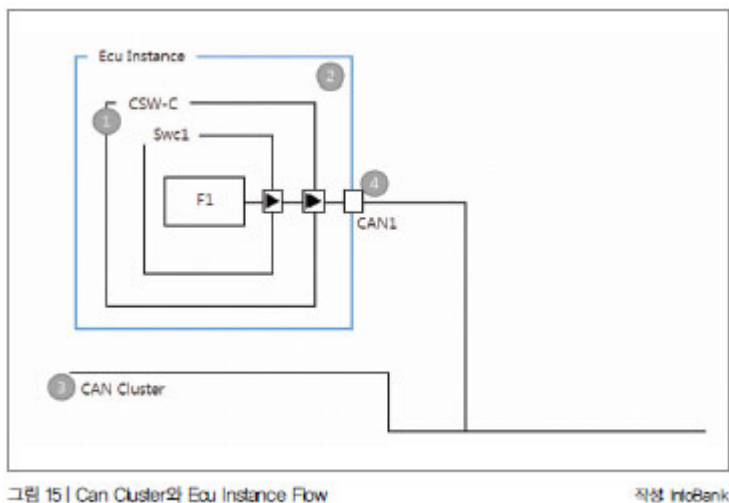 Ecu Instance
2
CSW-C
1
Swc1
F1
4
CAN1
3
CAN Cluster
그림 15 | Can Cluster와 Ecu Instance Flow
작성 InfoBank